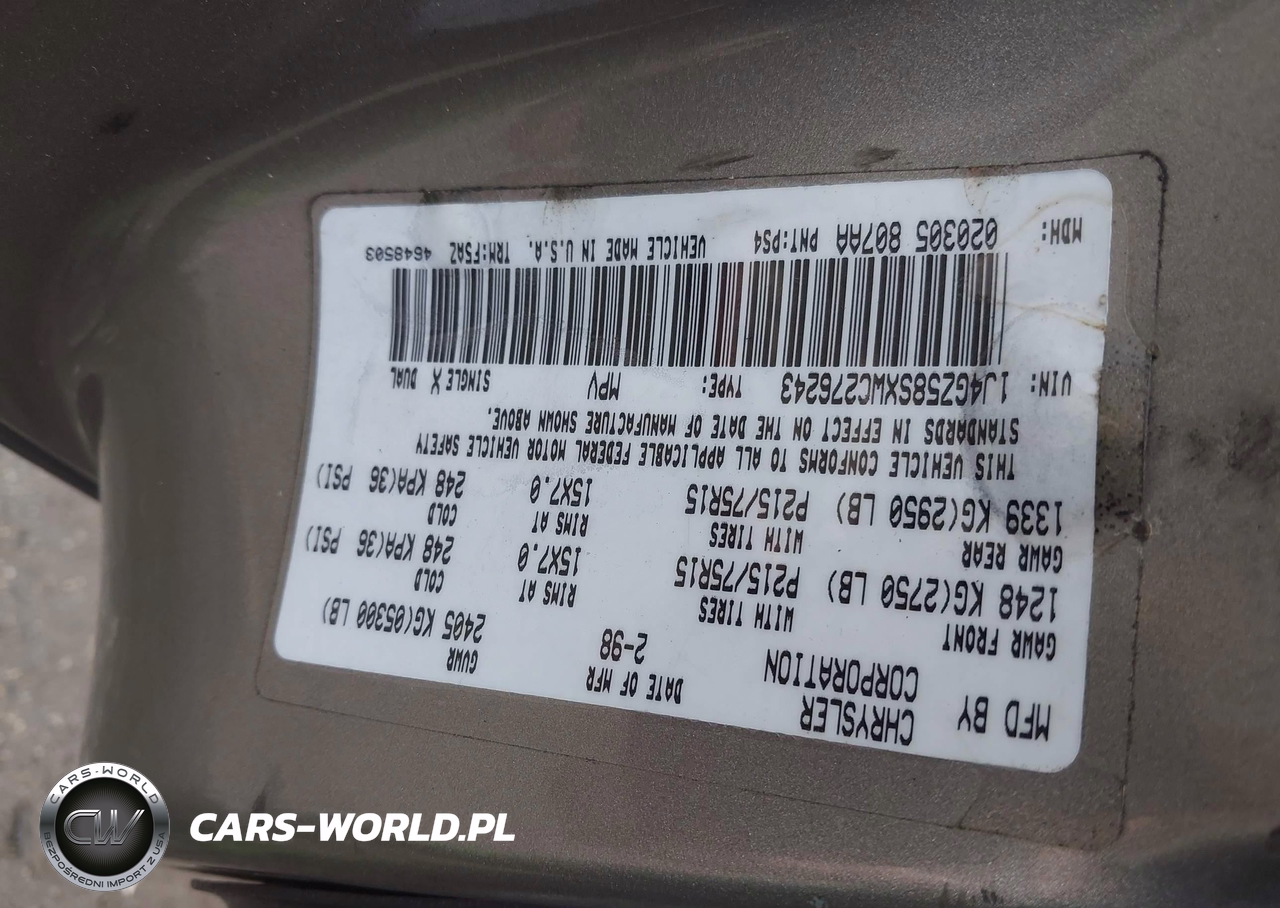 MFD BY CHRYSLER CORPORATION DATE OF MFR 2-98 GVWR 2405 KG(05300 LB)
GAWR FRONT WITH TIRES RIMS AT COLD
1248 KG(2750 LB) P215/75R15 15X7.0 248 KPA(36 PSI)
GAWR REAR WITH TIRES RIMS AT COLD
1339 KG(2950 LB) P215/75R15 15X7.0 248 KPA(36 PSI)
THIS VEHICLE CONFORMS TO ALL APPLICABLE FEDERAL MOTOR VEHICLE SAFETY
STANDARDS IN EFFECT ON THE DATE OF MANUFACTURE SHOWN ABOVE.
VIN: 1J4GZ58SXWC276243 TYPE: MPV SINGLE X DUAL
MDH: 020305 807AA PNT:PS4 VEHICLE MADE IN U.S.A. TRM:FSAZ 4648503
CARS-WORLD
CW
BEZPOŚREDNI IMPORT Z USA
CARS-WORLD.PL